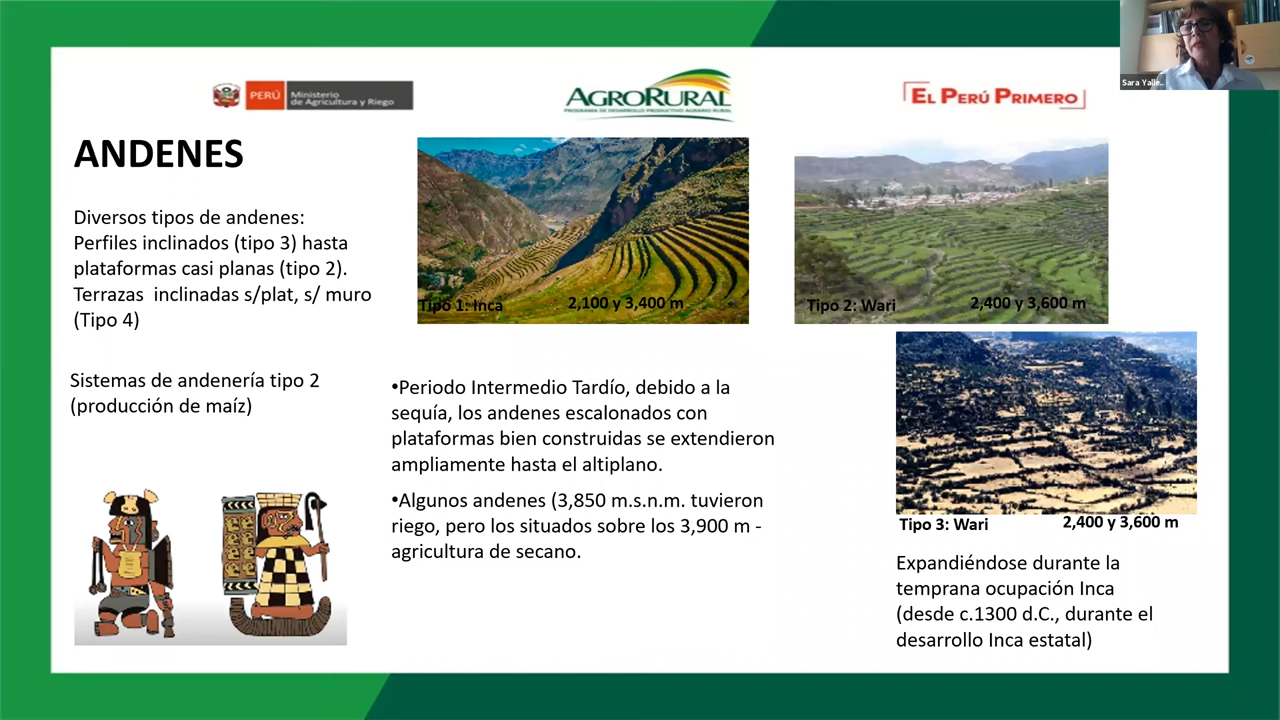 PERÚ
Ministerio
de Agricultura y Riego
AGRORURAL
PROGRAMA DE DESARROLLO PRODUCTIVO AGRARIO RURAL
EL PERÚ PRIMERO
Sara Yalle..
ANDENES
Diversos tipos de andenes:
Perfiles inclinados (tipo 3) hasta
plataformas casi planas (tipo 2).
Terrazas inclinadas s/plat, s/ muro
(Tipo 4)
Sistemas de andenería tipo 2
(producción de maíz)
Tipo 1: Inca
2,100 y 3,400 m
Tipo 2: Wari
2,400 y 3,600 m
•Periodo Intermedio Tardío, debido a la
sequía, los andenes escalonados con
plataformas bien construidas se extendieron
ampliamente hasta el altiplano.
•Algunos andenes (3,850 m.s.n.m. tuvieron
riego, pero los situados sobre los 3,900 m -
agricultura de secano.
Tipo 3: Wari
2,400 y 3,600 m
Expandiéndose durante la
temprana ocupación Inca
(desde c.1300 d.C., durante el
desarrollo Inca estatal)